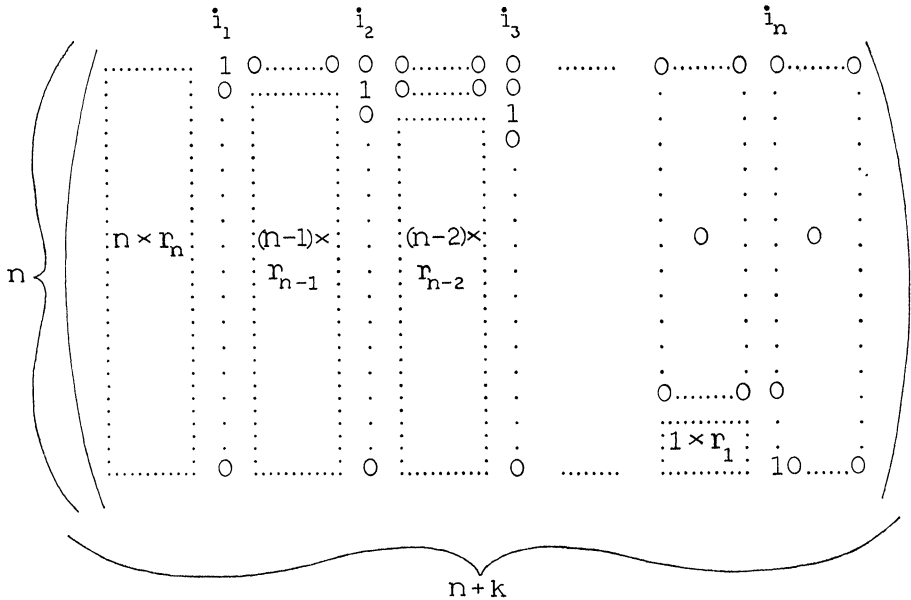 i₁ i₂ i₃ i_n
......... 1 0.......0 0 0.......0 0 ........ 0.......0 0.......0
0 ......... 1 0.......0 0
0 ......... 1
0
n × r_n (n-1)× (n-2)× 0 0
n r_{n-1} r_{n-2}
0.......0 0
1 × r₁
......... 0 ......... 0 ......... 0 ........ ......... 10.....0
n + k